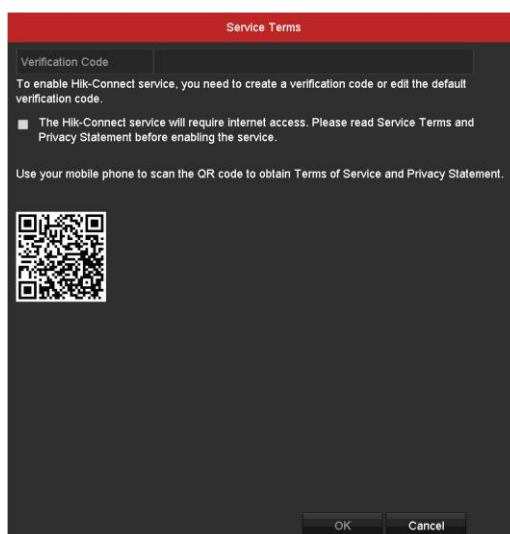 Service Terms
Verification Code
To enable Hik-Connect service, you need to create a verification code or edit the default
verification code.
The Hik-Connect service will require internet access. Please read Service Terms and
Privacy Statement before enabling the service.
Use your mobile phone to scan the QR code to obtain Terms of Service and Privacy Statement.
OK Cancel